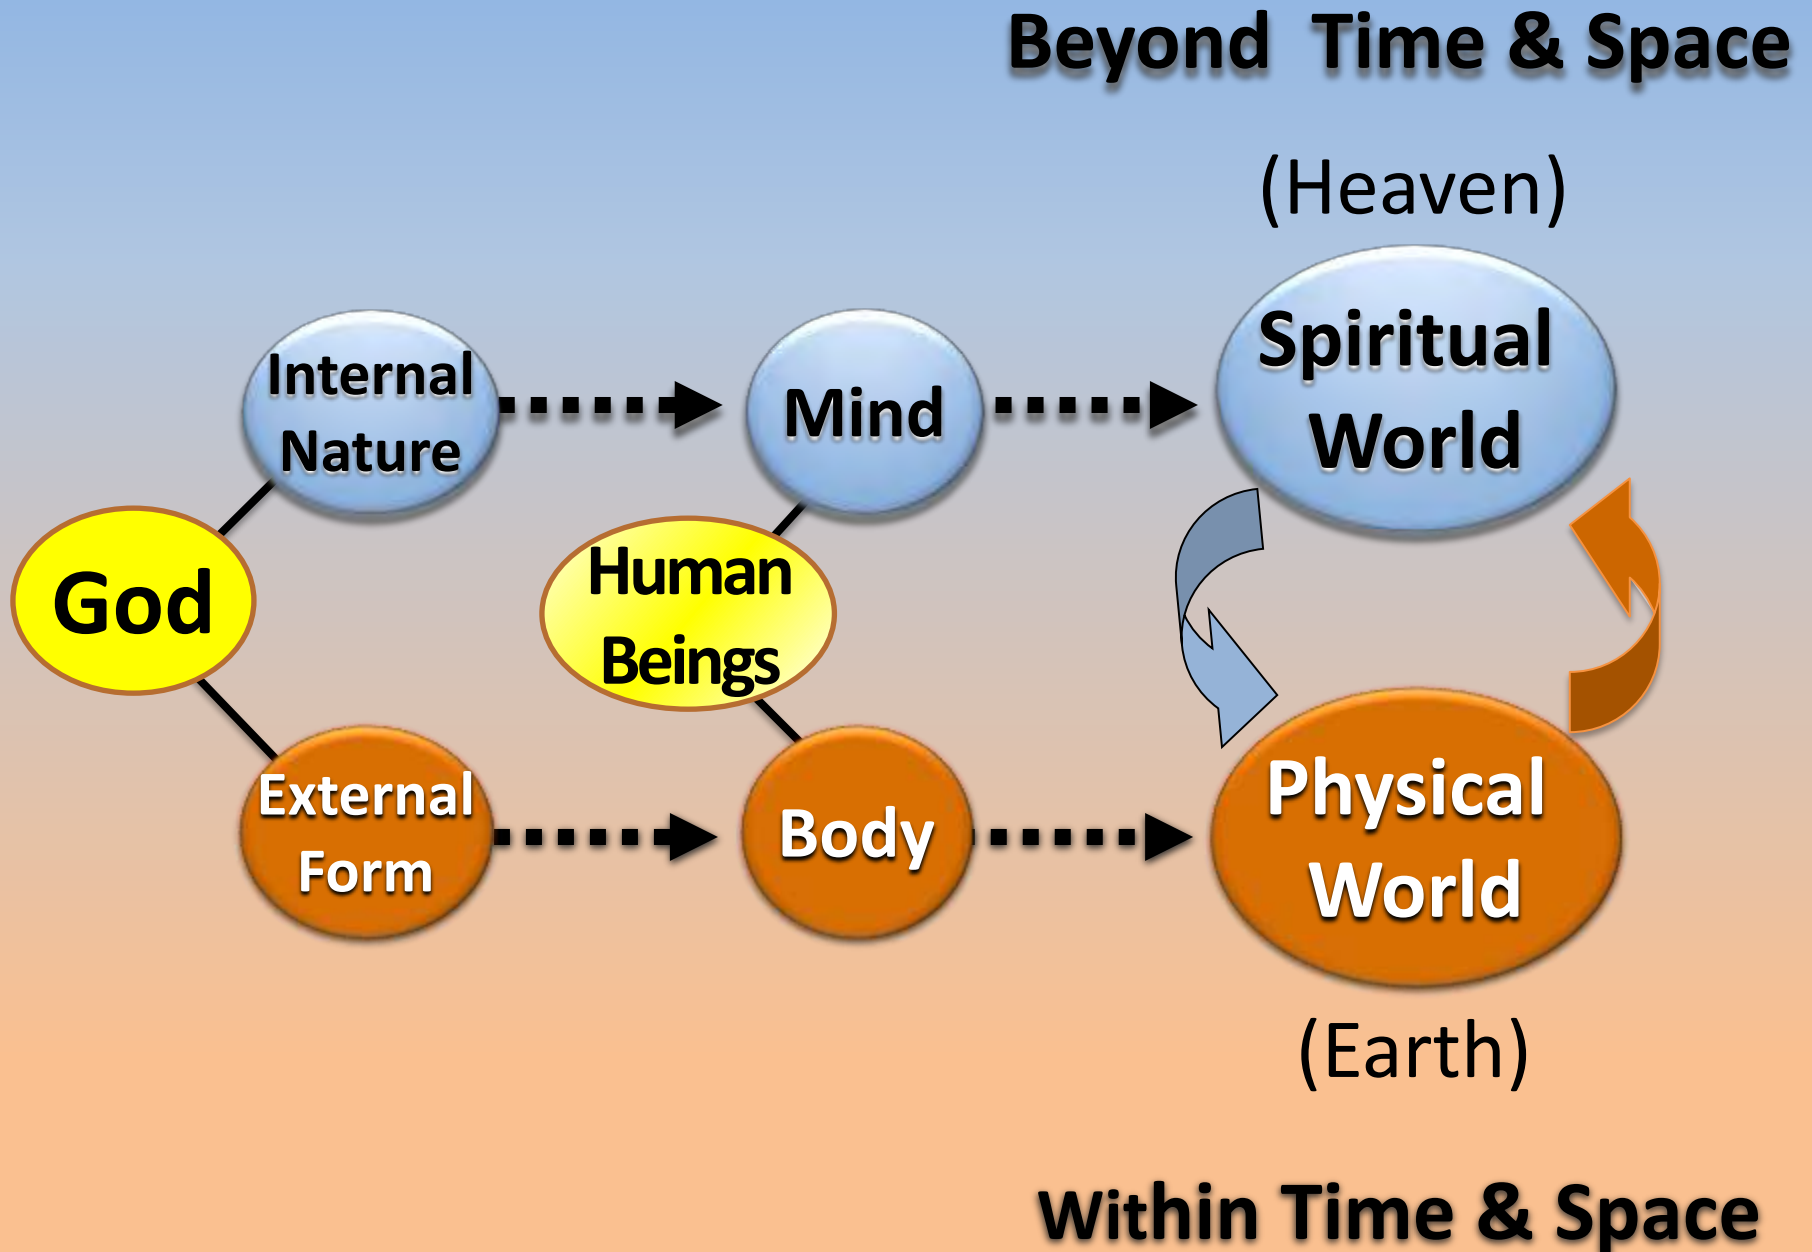 Beyond Time & Space
(Heaven)
Spiritual
World
Internal
Nature
Mind
God
Human
Beings
External
Form
Body
Physical
World
(Earth)
Within Time & Space